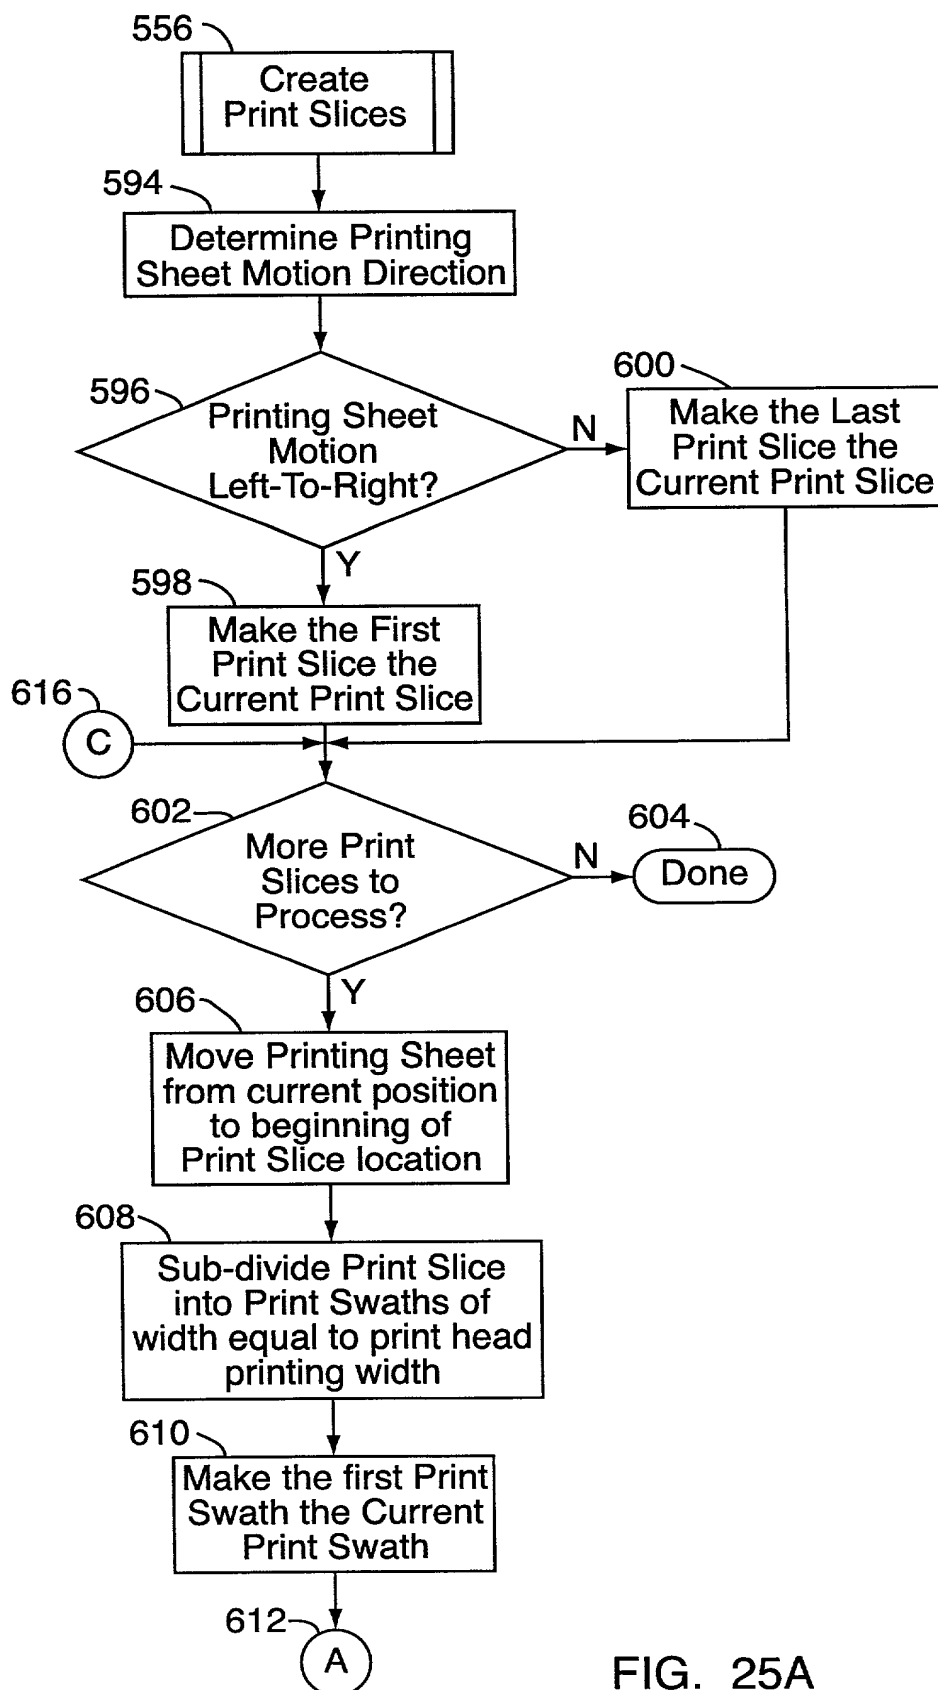 556
Create
Print Slices
594
Determine Printing
Sheet Motion Direction
596
Printing Sheet
Motion
Left-To-Right?
N
600
Make the Last
Print Slice the
Current Print Slice
Y
598
Make the First
Print Slice the
Current Print Slice
616
C
602
More Print
Slices to
Process?
N
604
Done
Y
606
Move Printing Sheet
from current position
to beginning of
Print Slice location
608
Sub-divide Print Slice
into Print Swaths of
width equal to print head
printing width
610
Make the first Print
Swath the Current
Print Swath
612
A
FIG. 25A